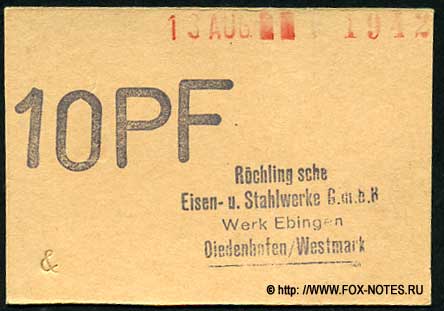 13 AUG 1942
10PF
Röchling sche
Eisen- u. Stahlwerke G.m.b.H
Werk Ebingen
Diedenhofen/Westmark
&
© http://www.FOX-NOTES.RU